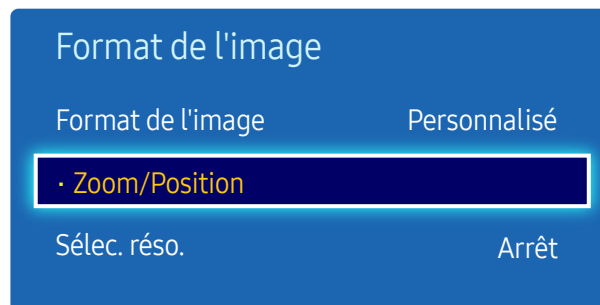 Format de l'image
Format de l'image Personnalisé
· Zoom/Position
Sélec. réso. Arrêt